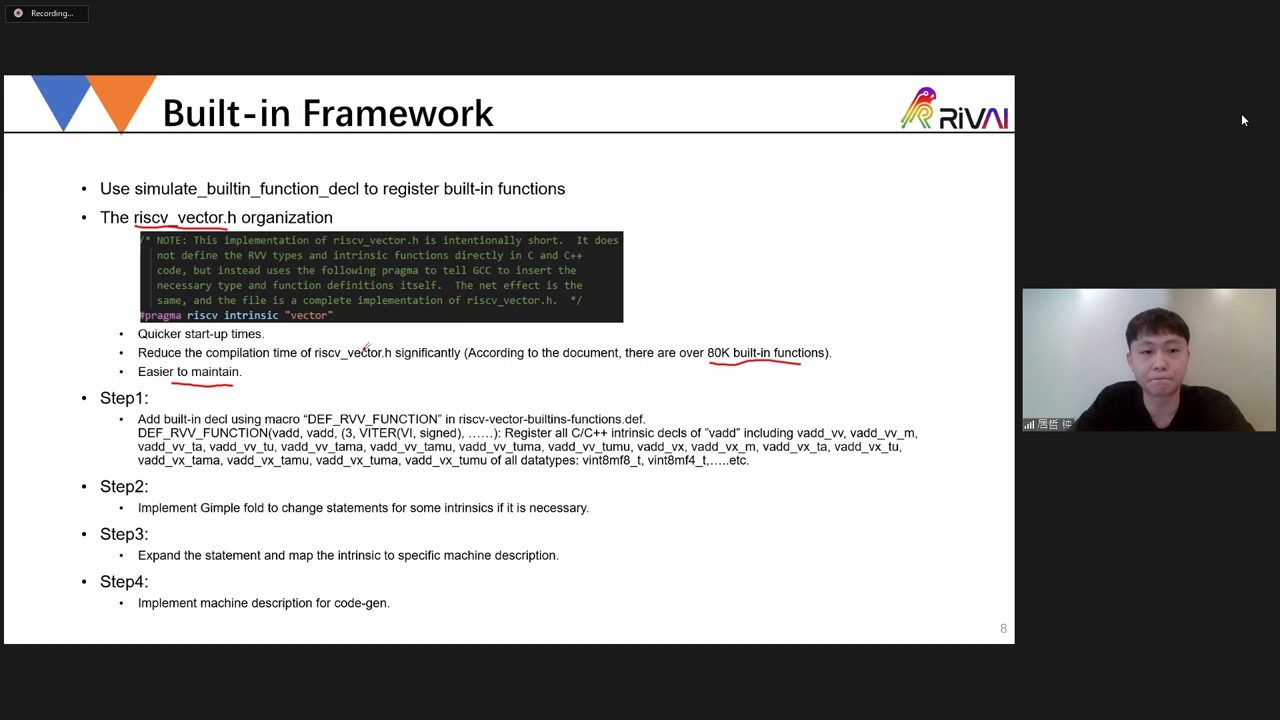 Recording...
Built-in Framework
RiVAI
• Use simulate_builtin_function_decl to register built-in functions
• The riscv_vector.h organization
/* NOTE: This implementation of riscv_vector.h is intentionally short.  It does
not define the RVV types and intrinsic functions directly in C and C++
code, but instead uses the following pragma to tell GCC to insert the
necessary type and function definitions itself.  The net effect is the
same, and the file is a complete implementation of riscv_vector.h.  */
#pragma riscv intrinsic "vector"
• Quicker start-up times.
• Reduce the compilation time of riscv_vector.h significantly (According to the document, there are over 80K built-in functions).
• Easier to maintain.
• Step1:
• Add built-in decl using macro “DEF_RVV_FUNCTION” in riscv-vector-builtins-functions.def.
DEF_RVV_FUNCTION(vadd, vadd, (3, VITER(VI, signed), ……): Register all C/C++ intrinsic decls of ”vadd” including vadd_vv, vadd_vv_m,
vadd_vv_ta, vadd_vv_tu, vadd_vv_tama, vadd_vv_tamu, vadd_vv_tuma, vadd_vv_tumu, vadd_vx, vadd_vx_m, vadd_vx_ta, vadd_vx_tu,
vadd_vx_tama, vadd_vx_tamu, vadd_vx_tuma, vadd_vx_tumu of all datatypes: vint8mf8_t, vint8mf4_t,…..etc.
• Step2:
• Implement Gimple fold to change statements for some intrinsics if it is necessary.
• Step3:
• Expand the statement and map the intrinsic to specific machine description.
• Step4:
• Implement machine description for code-gen.
8
居哲 钟